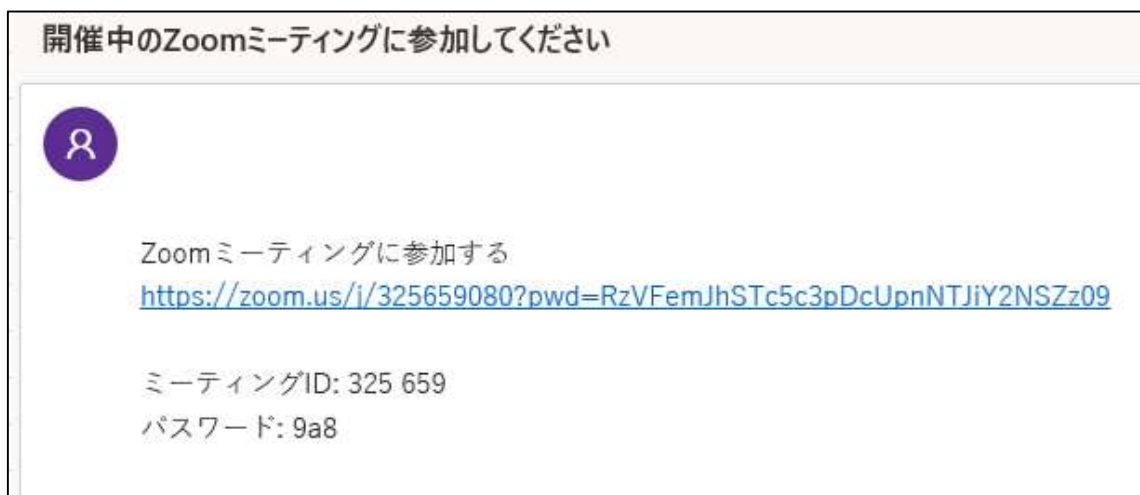 開催中のZoomミーティングに参加してください
Zoomミーティングに参加する
https://zoom.us/j/325659080?pwd=RzVFemJhSTc5c3pDcUpnNTJiY2NSZz09
ミーティングID: 325 659
パスワード: 9a8